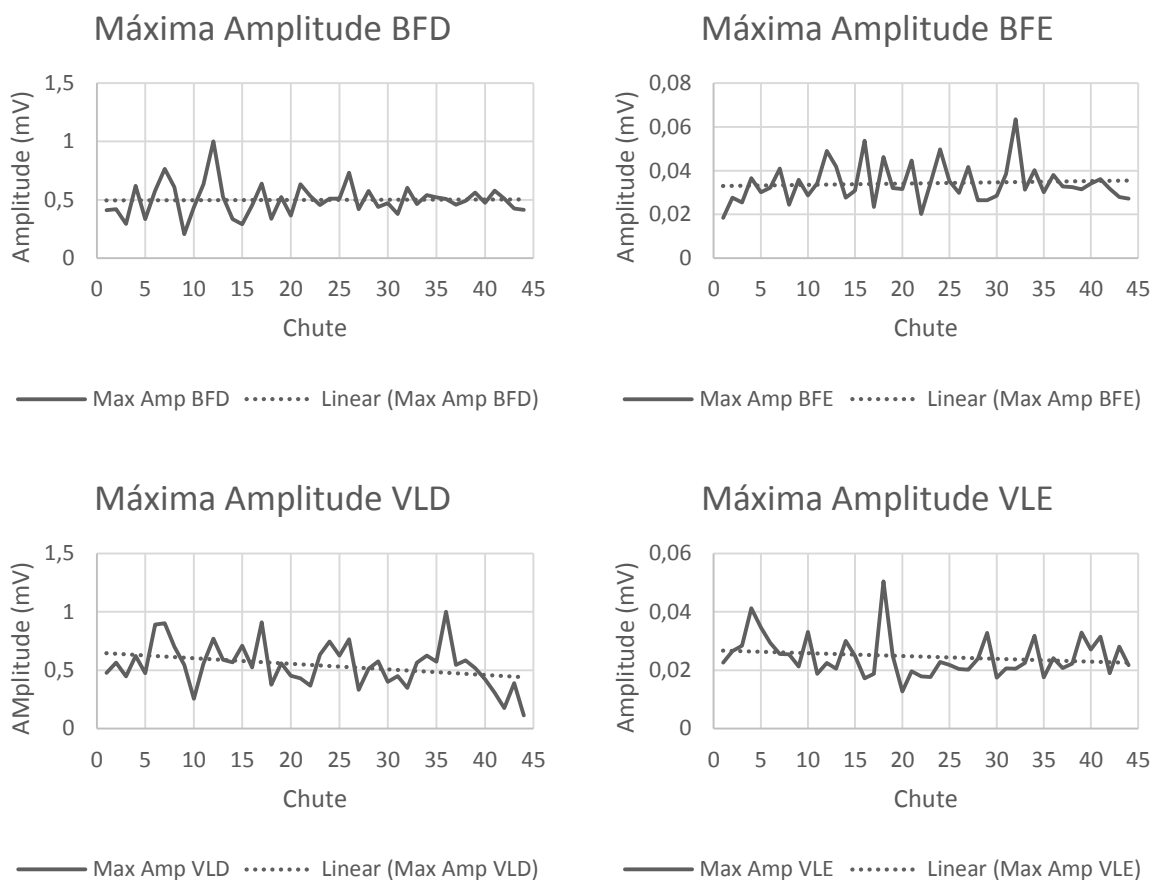 Máxima Amplitude BFD
1,5
1
0,5
0
Amplitude (mV)
0 5 10 15 20 25 30 35 40 45
Chute
Max Amp BFD Linear (Max Amp BFD)
Máxima Amplitude BFE
0,08
0,06
0,04
0,02
0
Amplitude (mV)
0 5 10 15 20 25 30 35 40 45
Chute
Max Amp BFE Linear (Max Amp BFE)
Máxima Amplitude VLD
1,5
1
0,5
0
AMplitude (mV)
0 5 10 15 20 25 30 35 40 45
Chute
Max Amp VLD Linear (Max Amp VLD)
Máxima Amplitude VLE
0,06
0,04
0,02
0
Amplitude (mV)
0 5 10 15 20 25 30 35 40 45
Chute
Max Amp VLE Linear (Max Amp VLE)